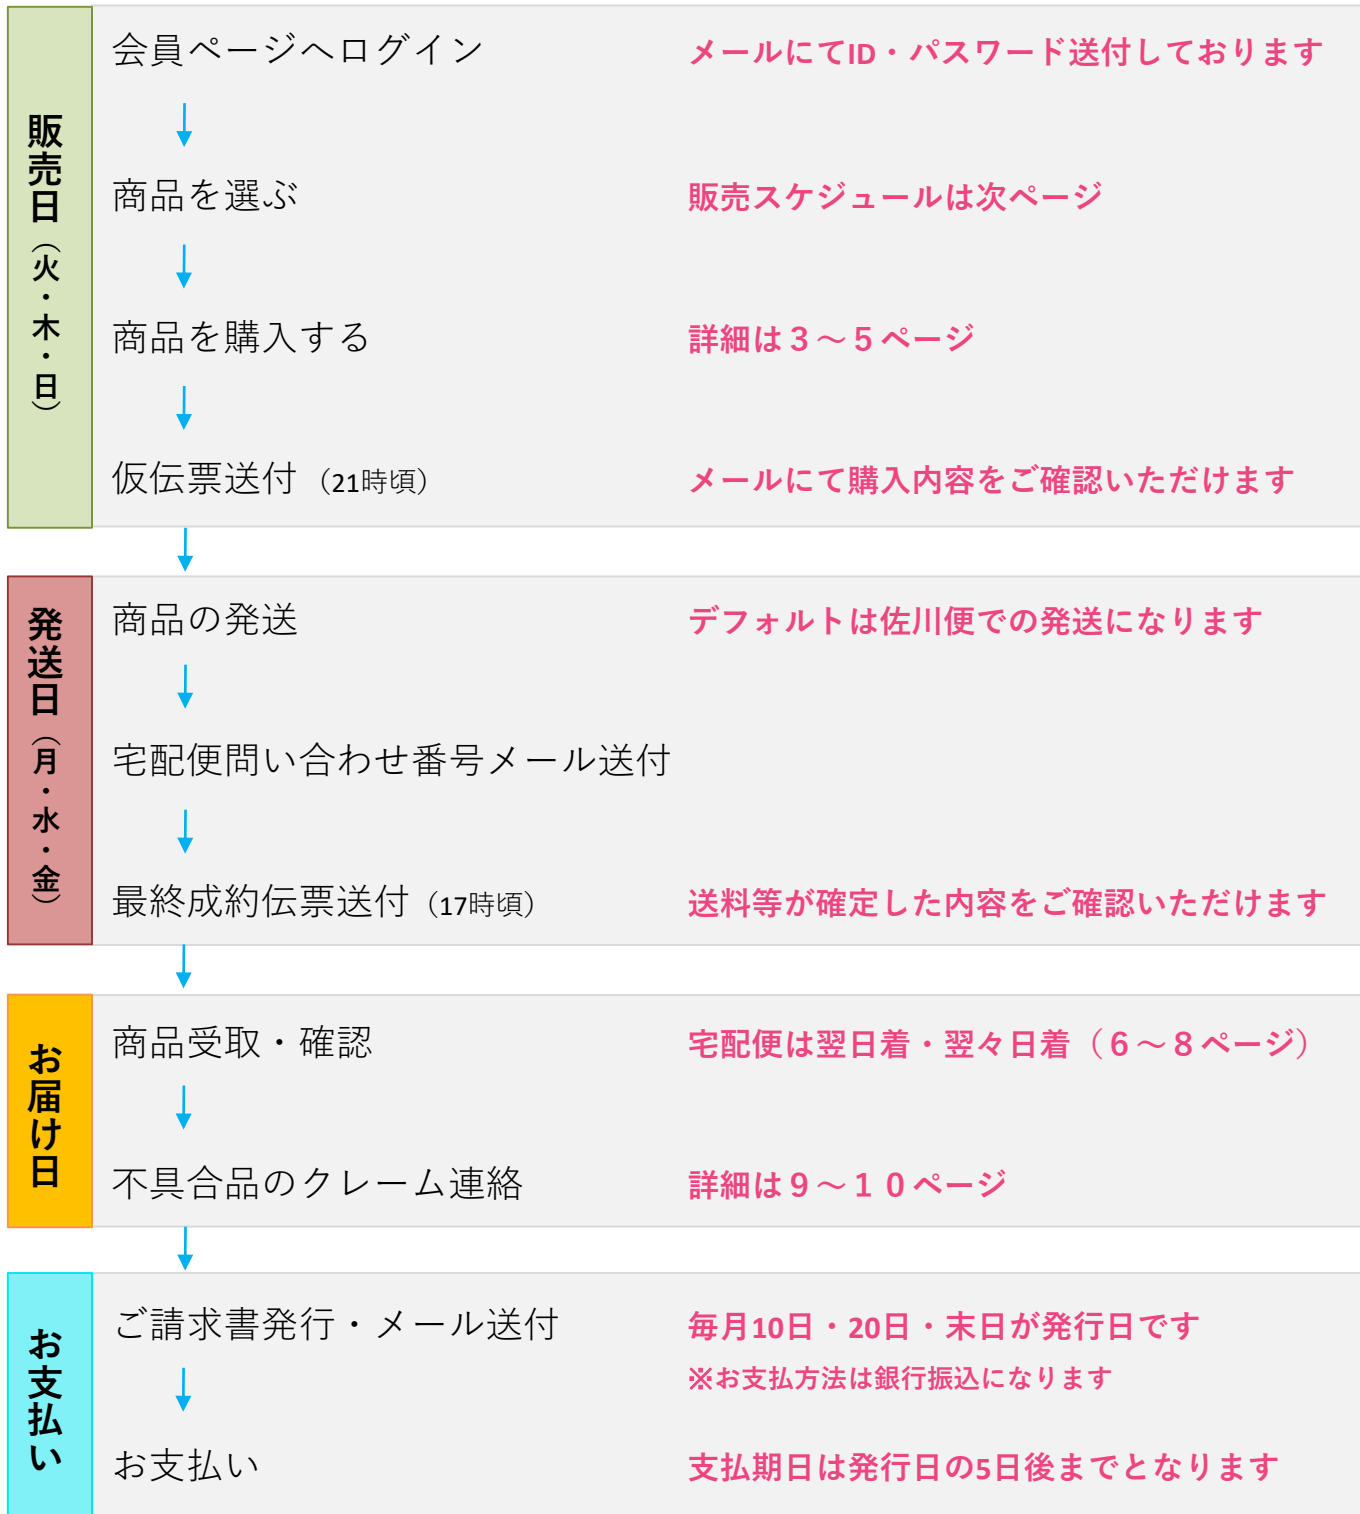 販売日（火・木・日）
会員ページへログイン
メールにてID・パスワード送付しております
商品を選ぶ
販売スケジュールは次ページ
商品を購入する
詳細は３～５ページ
仮伝票送付（21時頃）
メールにて購入内容をご確認いただけます
発送日（月・水・金）
商品の発送
デフォルトは佐川便での発送になります
宅配便問い合わせ番号メール送付
最終成約伝票送付（17時頃）
送料等が確定した内容をご確認いただけます
お届け日
商品受取・確認
宅配便は翌日着・翌々日着（６～８ページ）
不具合品のクレーム連絡
詳細は９～１０ページ
お支払い
ご請求書発行・メール送付
毎月10日・20日・末日が発行日です
※お支払方法は銀行振込になります
お支払い
支払期日は発行日の5日後までとなります